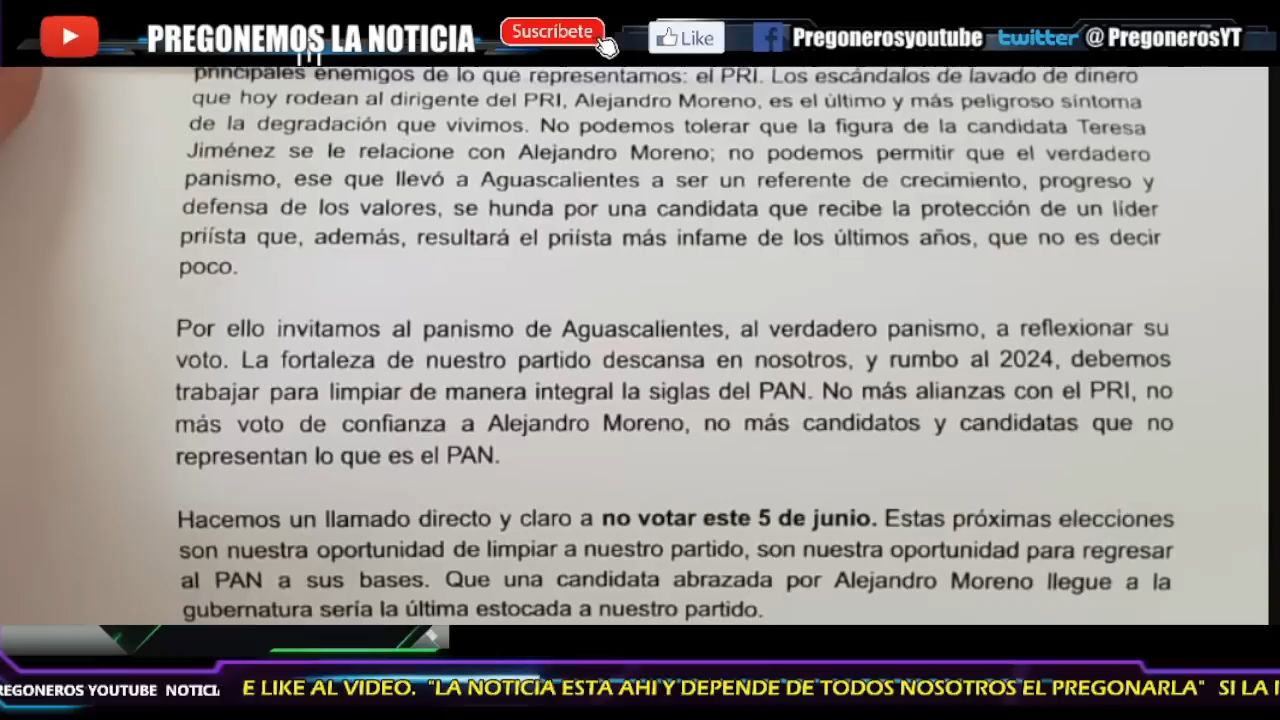 PREGONEMOS LA NOTICIA
Suscríbete
Like
Pregonerosyoutube
twitter @PregonerosYT
principales enemigos de lo que representamos: el PRI. Los escándalos de lavado de dinero
que hoy rodean al dirigente del PRI, Alejandro Moreno, es el último y más peligroso síntoma
de la degradación que vivimos. No podemos tolerar que la figura de la candidata Teresa
Jiménez se le relacione con Alejandro Moreno; no podemos permitir que el verdadero
panismo, ese que llevó a Aguascalientes a ser un referente de crecimiento, progreso y
defensa de los valores, se hunda por una candidata que recibe la protección de un líder
priísta que, además, resultará el priísta más infame de los últimos años, que no es decir
poco.
Por ello invitamos al panismo de Aguascalientes, al verdadero panismo, a reflexionar su
voto. La fortaleza de nuestro partido descansa en nosotros, y rumbo al 2024, debemos
trabajar para limpiar de manera integral la siglas del PAN. No más alianzas con el PRI, no
más voto de confianza a Alejandro Moreno, no más candidatos y candidatas que no
representan lo que es el PAN.
Hacemos un llamado directo y claro a no votar este 5 de junio. Estas próximas elecciones
son nuestra oportunidad de limpiar a nuestro partido, son nuestra oportunidad para regresar
al PAN a sus bases. Que una candidata abrazada por Alejandro Moreno llegue a la
gubernatura sería la última estocada a nuestro partido.
REGONEROS YOUTUBE NOTICI
E LIKE AL VIDEO. "LA NOTICIA ESTA AHI Y DEPENDE DE TODOS NOSOTROS EL PREGONARLA" SI LA